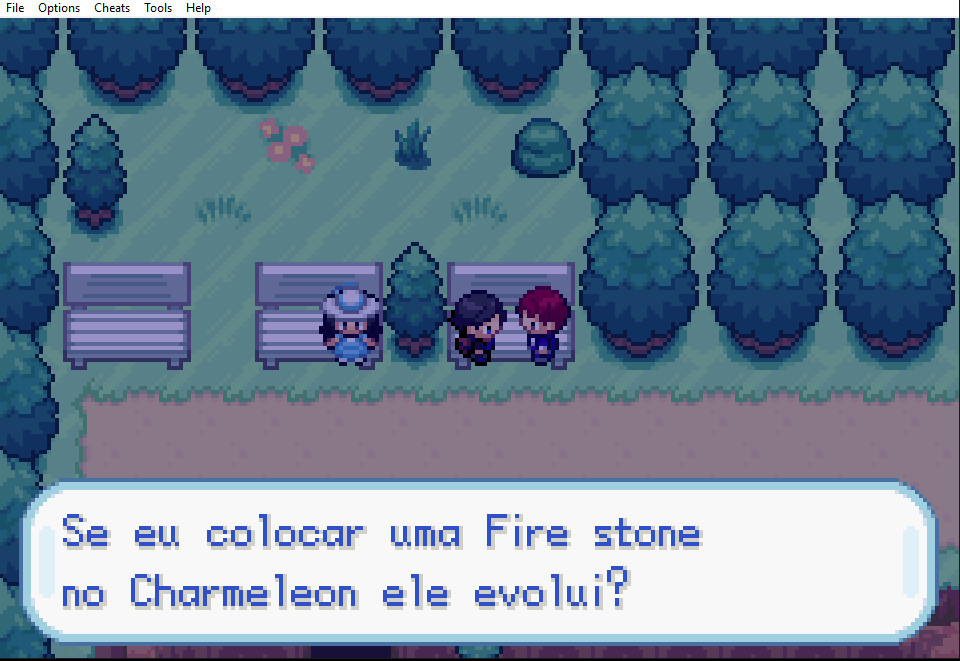 File Options Cheats Tools Help
Se eu colocar uma Fire stone
no Charmeleon ele evolui?